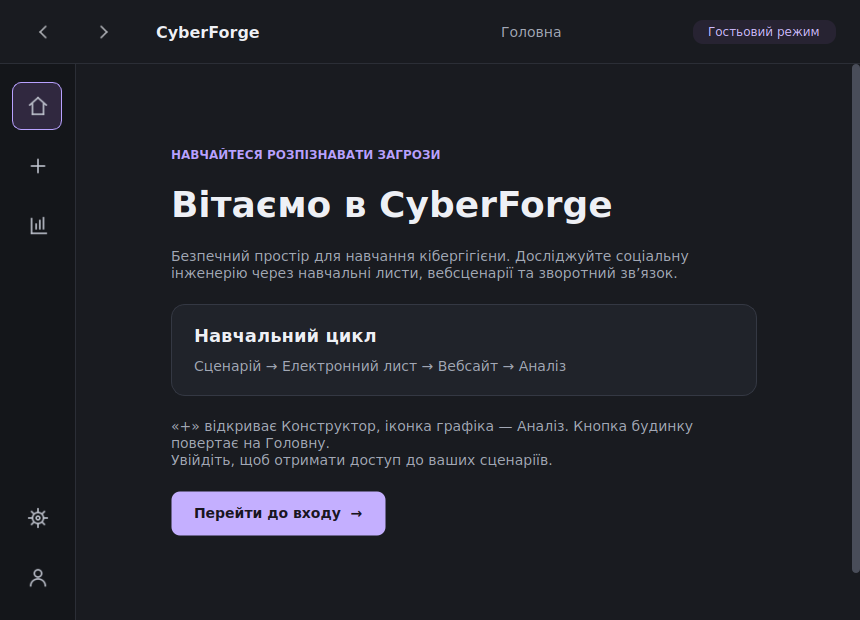 CyberForge
Головна
Гостьовий режим
НАВЧАЙТЕСЯ РОЗПІЗНАВАТИ ЗАГРОЗИ
Вітаємо в CyberForge
Безпечний простір для навчання кібергігієни. Досліджуйте соціальну
інженерію через навчальні листи, вебсценарії та зворотний зв’язок.
Навчальний цикл
Сценарій → Електронний лист → Вебсайт → Аналіз
«+» відкриває Конструктор, іконка графіка — Аналіз. Кнопка будинку
повертає на Головну.
Увійдіть, щоб отримати доступ до ваших сценаріїв.
Перейти до входу →